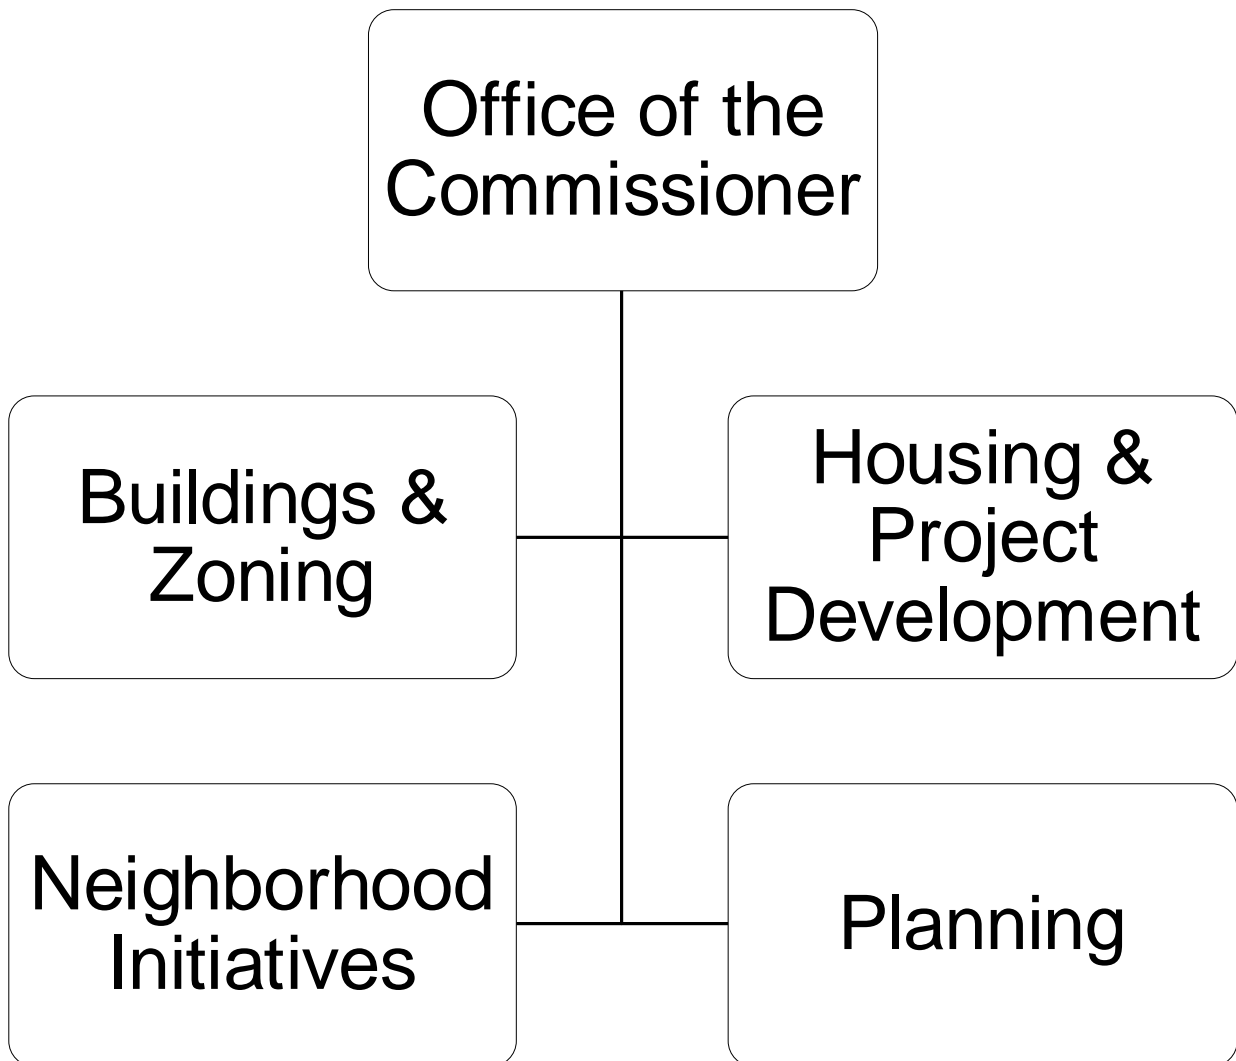 Office of the
Commissioner
Buildings &
Zoning
Housing &
Project
Development
Neighborhood
Initiatives
Planning